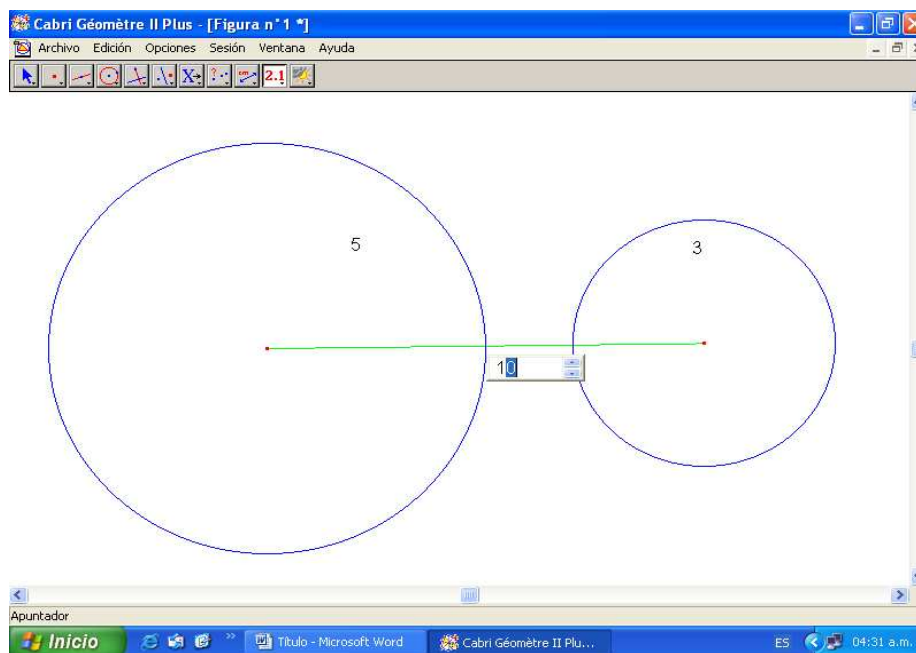 Cabri Géomètre II Plus - [Figura n°1 *]
Archivo Edición Opciones Sesión Ventana Ayuda
X 2.1
5
3
10
Apuntador
Inicio Título - Microsoft Word Cabri Géomètre II Plu... ES 04:31 a.m.